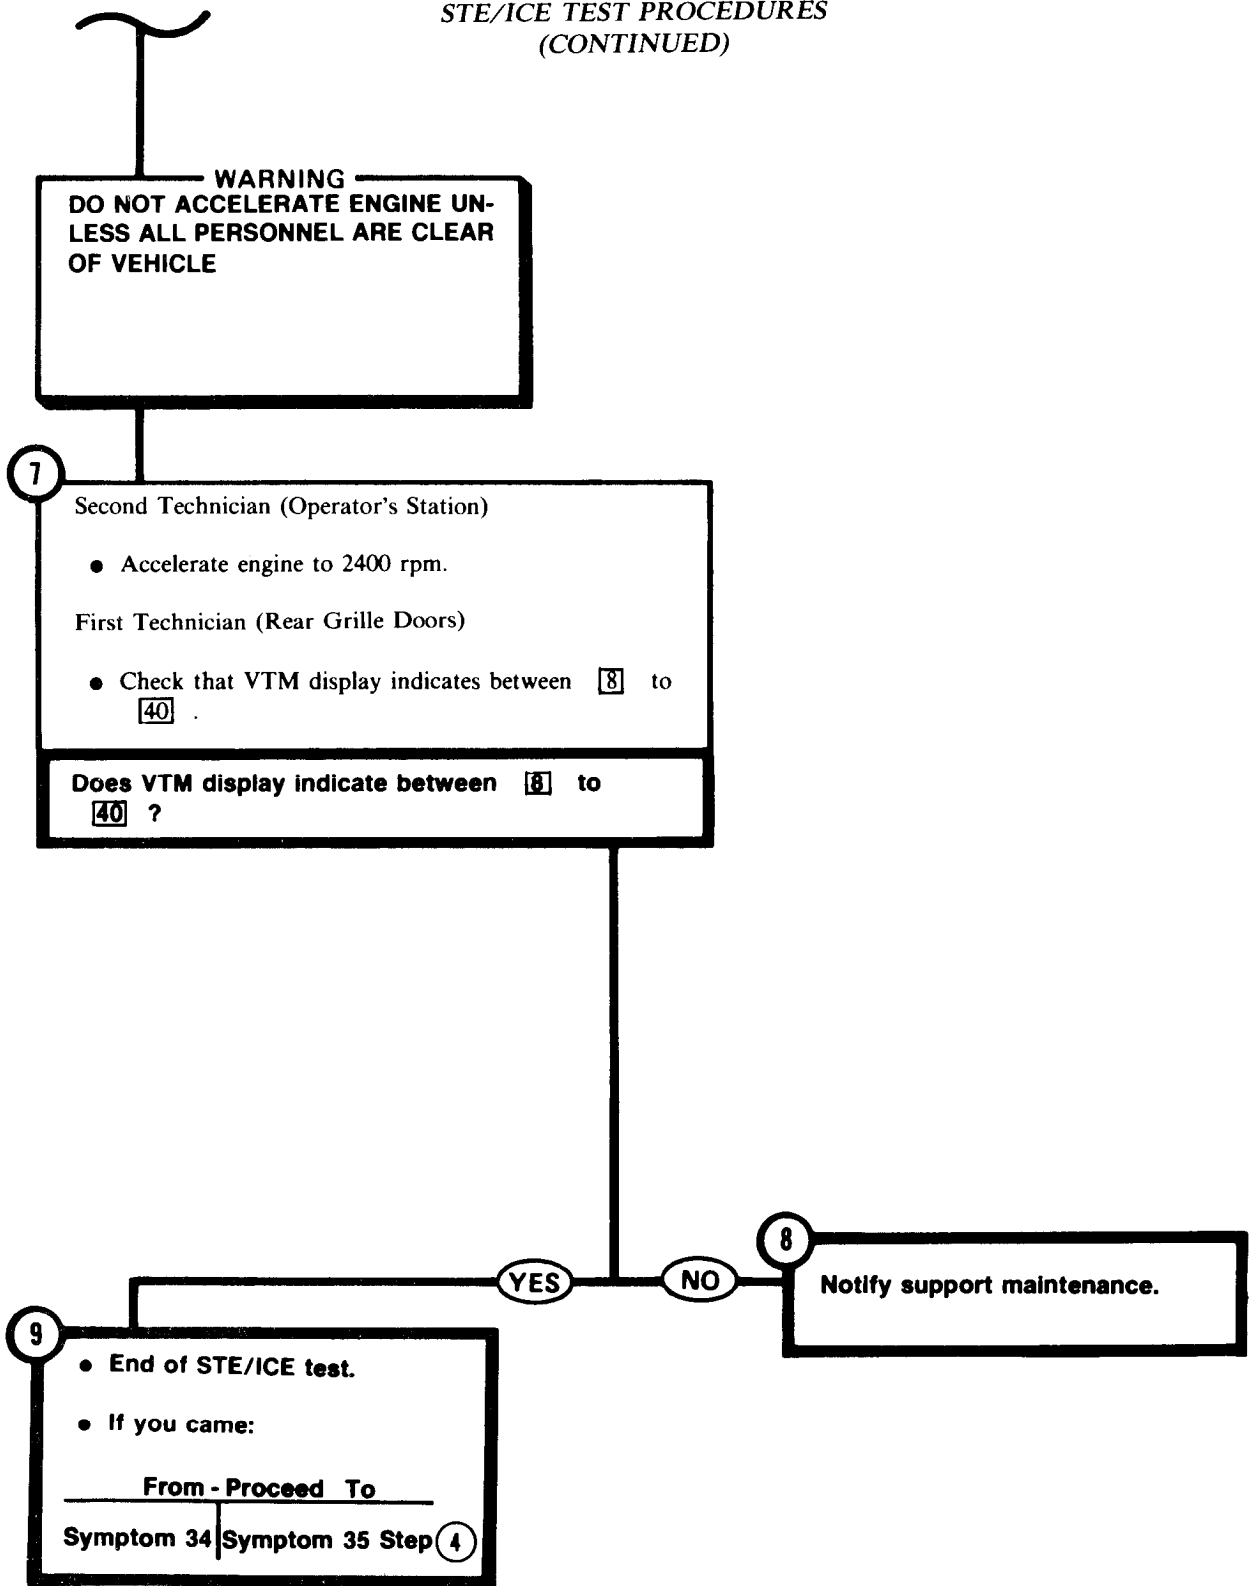 STE/ICE TEST PROCEDURES
(CONTINUED)
WARNING
DO NOT ACCELERATE ENGINE UN-
LESS ALL PERSONNEL ARE CLEAR
OF VEHICLE
7
Second Technician (Operator's Station)
● Accelerate engine to 2400 rpm.
First Technician (Rear Grille Doors)
● Check that VTM display indicates between 8 to
40 .
Does VTM display indicate between 8 to
40 ?
YES
NO
8
Notify support maintenance.
9
● End of STE/ICE test.
● If you came:
From - Proceed To
Symptom 34 Symptom 35 Step 4